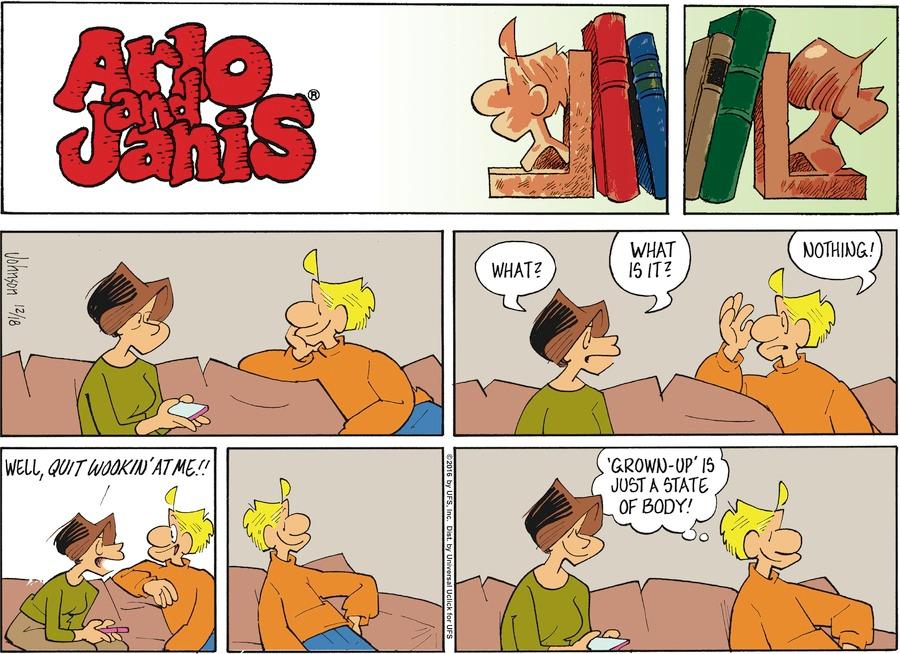 Arlo
and
Janis®
Johnson 12/18
WHAT?
WHAT
IS IT?
NOTHING!
WELL, QUIT WOOKIN' AT ME!!
©2016 by UFS, Inc. Dist. by Universal Uclick for UFS
'GROWN-UP' IS
JUST A STATE
OF BODY!